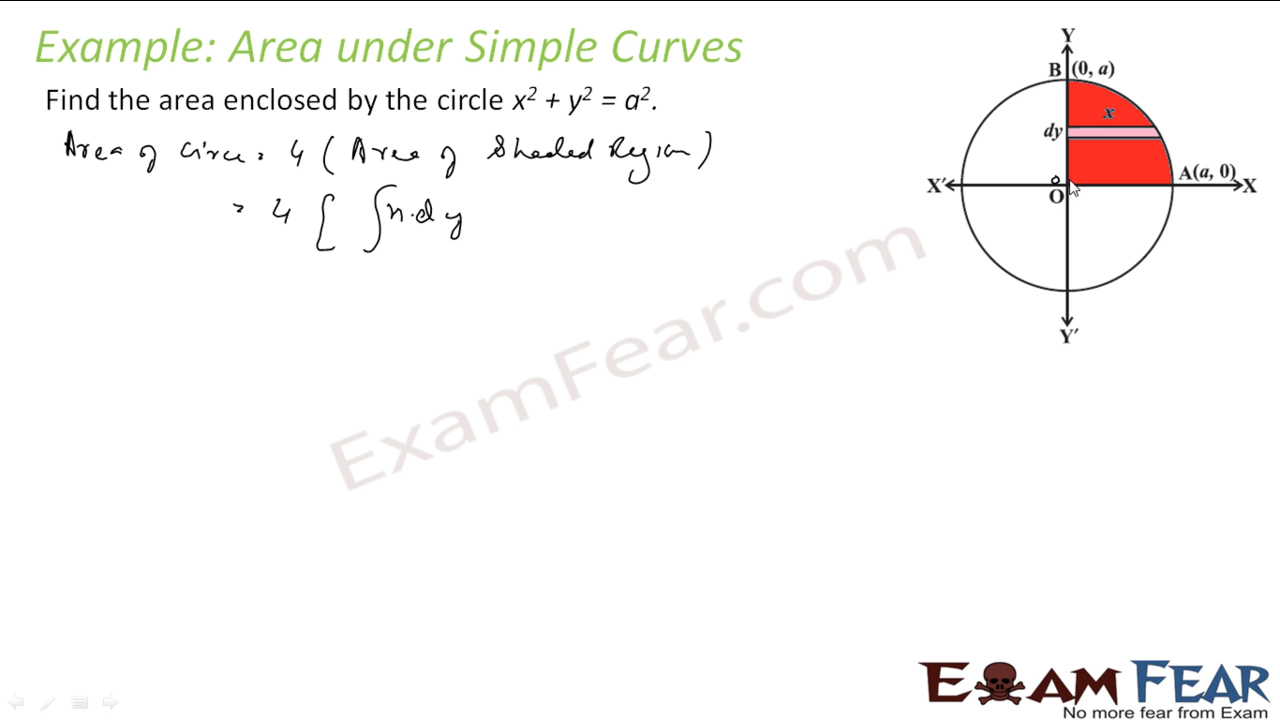 Example: Area under Simple Curves
Find the area enclosed by the circle x² + y² = a².
Area of Circle = 4 ( Area of Shaded Region )
= 4 [ ∫x.dy
Y
B (0, a)
x
dy
A(a, 0)
X′ X
o
O
Y′
ExamFear.com
EXAM FEAR
No more fear from Exam